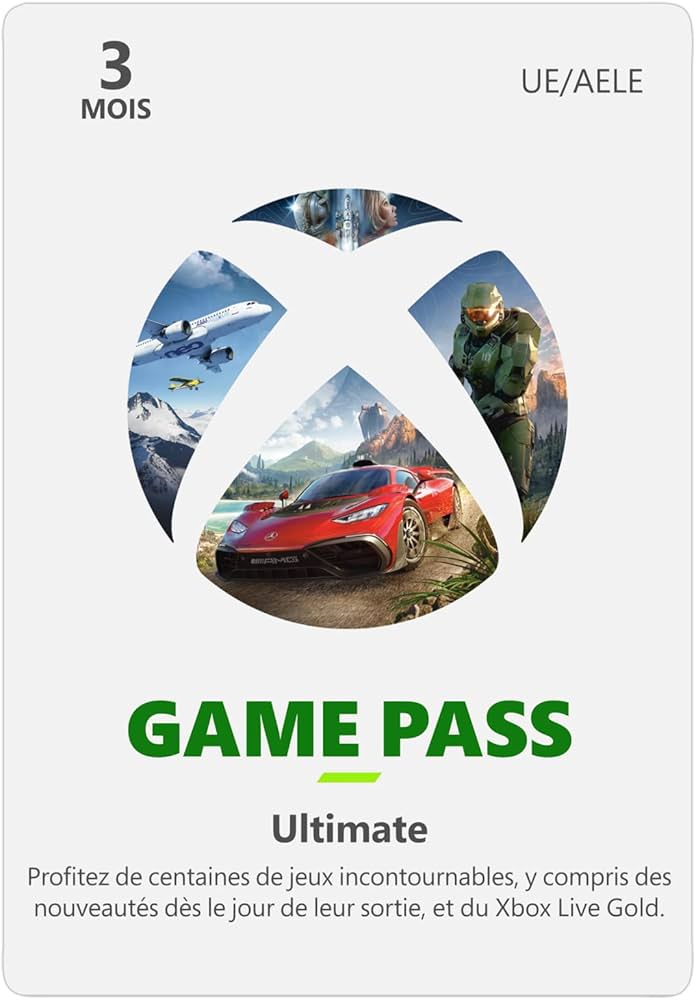 3
MOIS
UE/AELE
GAME PASS
Ultimate
Profitez de centaines de jeux incontournables, y compris des
nouveautés dès le jour de leur sortie, et du Xbox Live Gold.